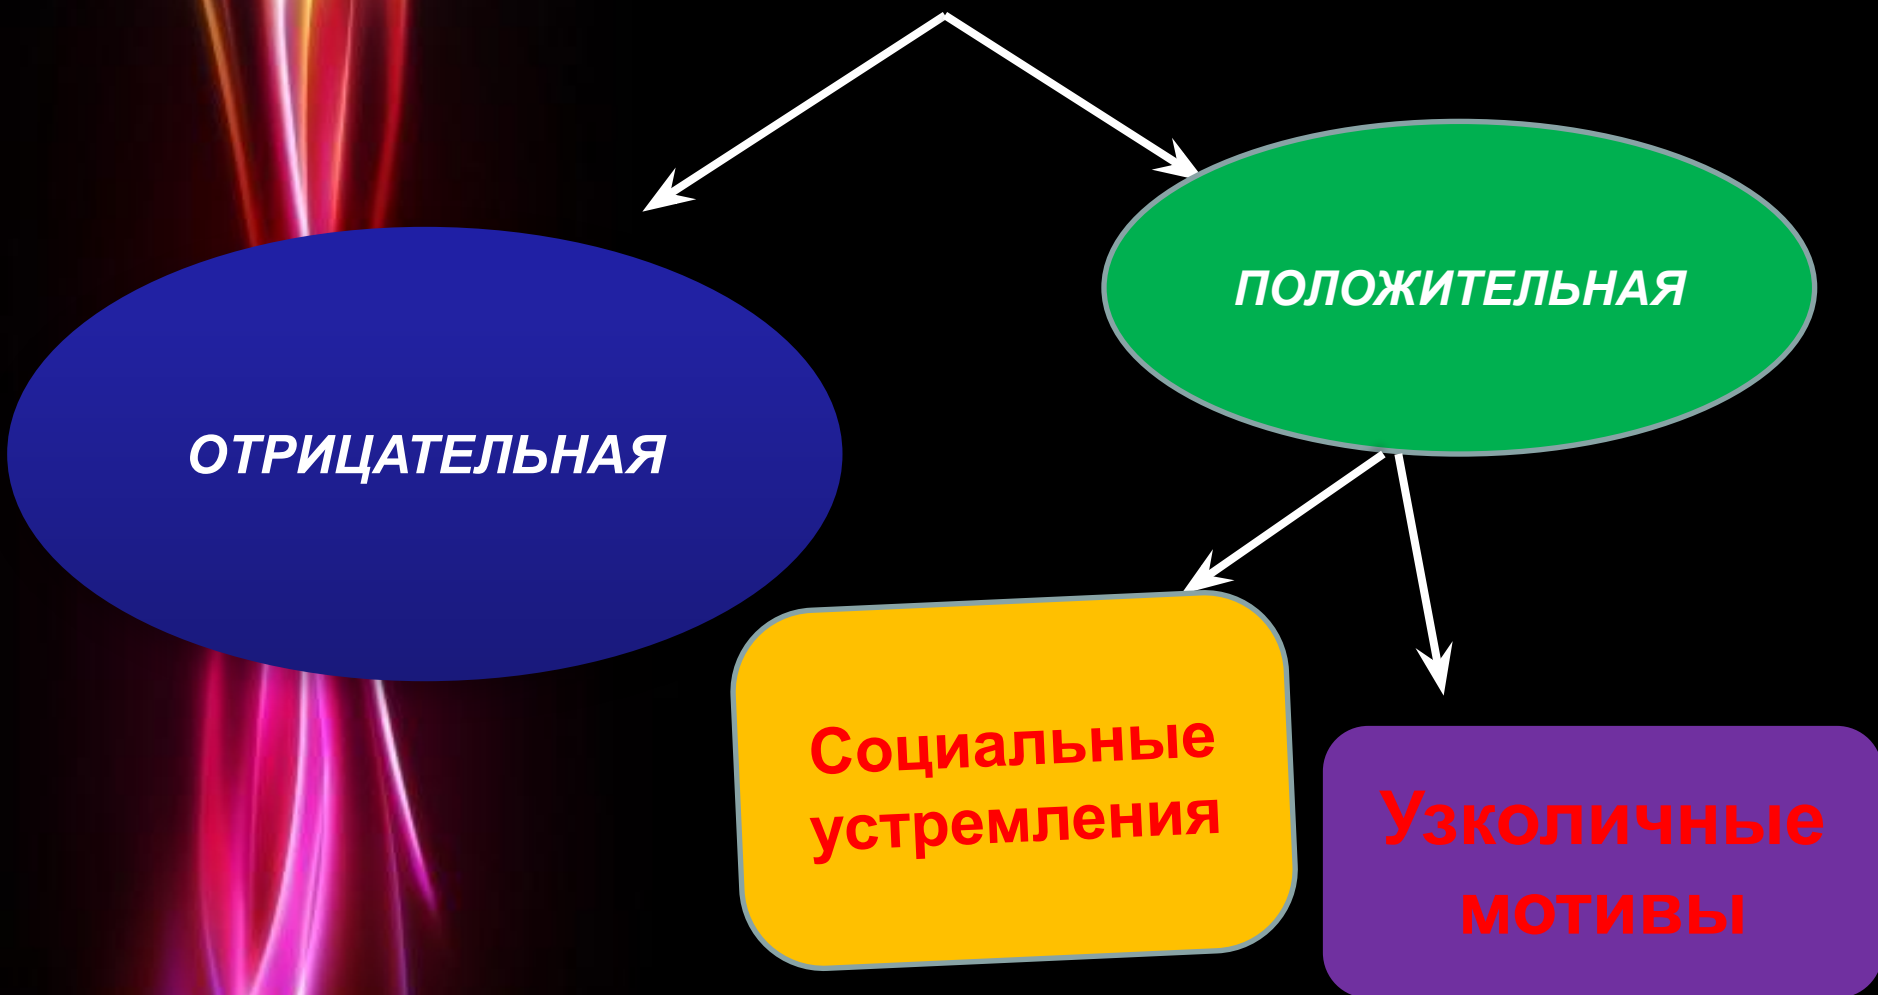 ПОЛОЖИТЕЛЬНАЯ
ОТРИЦАТЕЛЬНАЯ
Социальные
устремления
Узколичные
мотивы